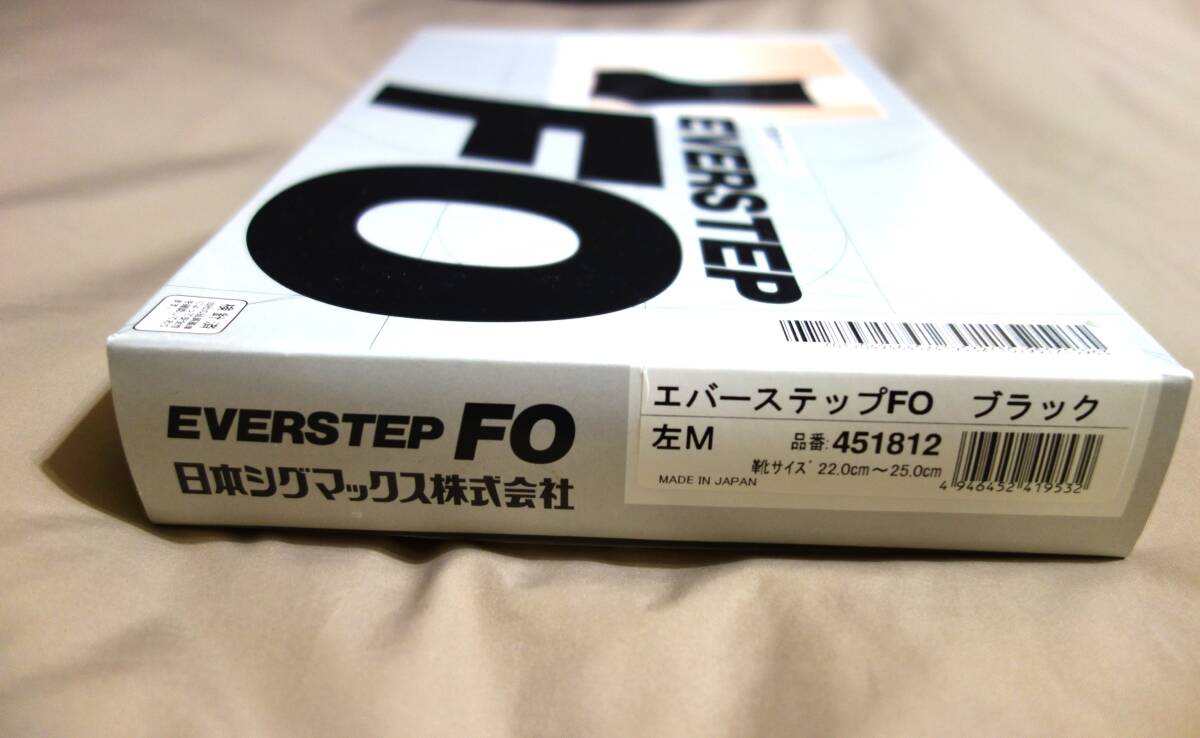 FO
EVERSTEP
EVERSTEP FO
日本シグマックス株式会社
エバーステップFO ブラック
左M 品番:451812
靴サイズ 22.0cm～25.0cm
MADE IN JAPAN
4 946452 419532